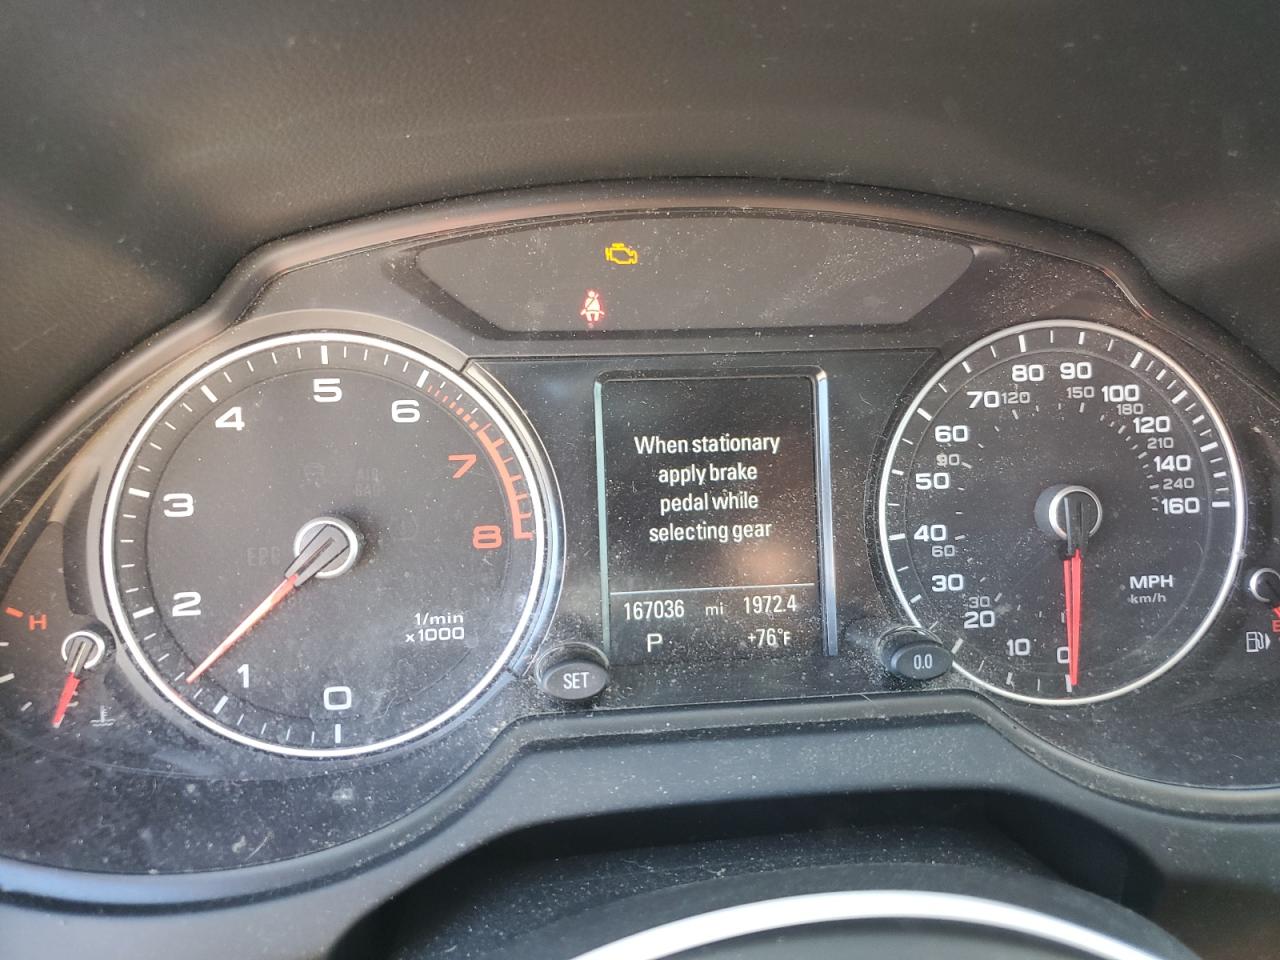 5
4
6
3
7
2
8
1
0
1/min
x1000
H
SET
When stationary
apply brake
pedal while
selecting gear
167036 mi 1972.4
P +76°F
0.0
80 90
70 120 150 100
180
60 120
90 210
50 140
240
40 160
60
30
30
20
10 0
MPH
km/h